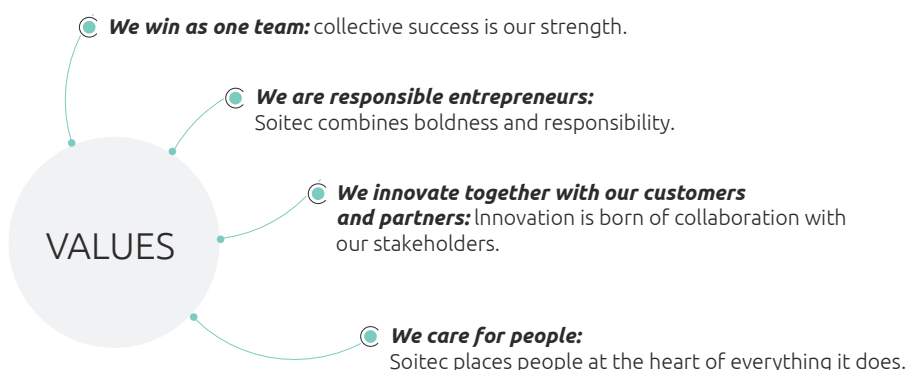 We win as one team: collective success is our strength.
We are responsible entrepreneurs:
Soitec combines boldness and responsibility.
We innovate together with our customers
and partners: Innovation is born of collaboration with
our stakeholders.
VALUES
We care for people:
Soitec places people at the heart of everything it does.